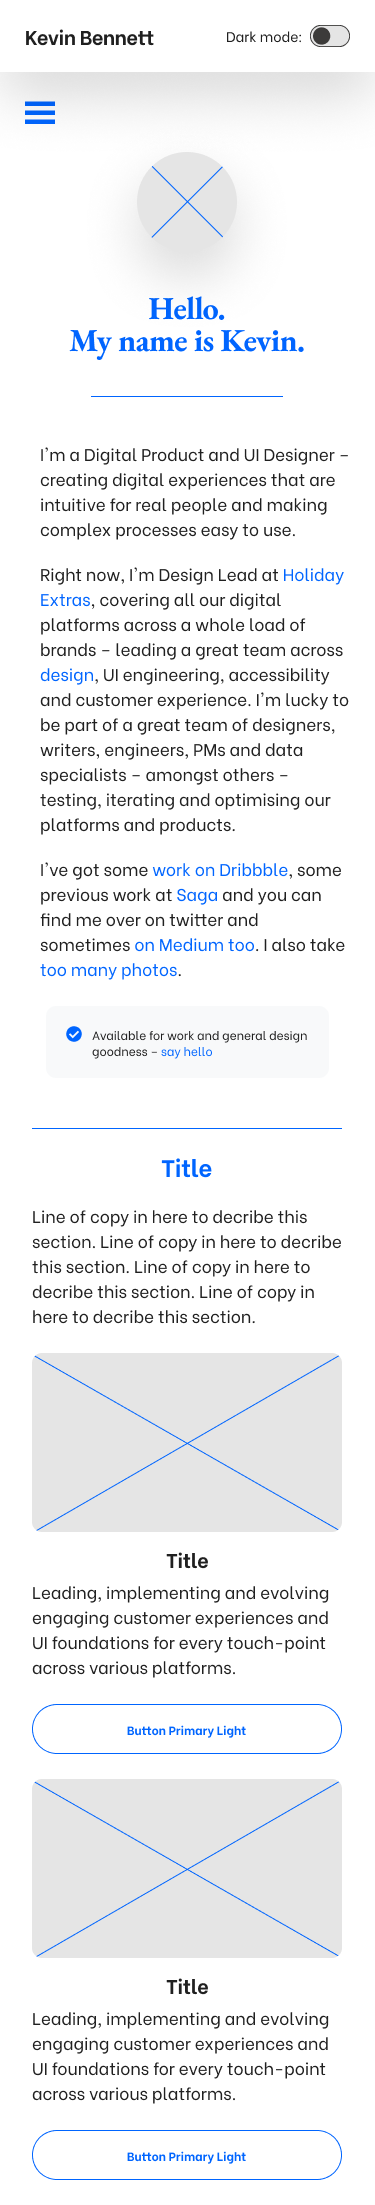 Kevin Bennett
Dark mode:
Hello.
My name is Kevin.
I'm a Digital Product and UI Designer –
creating digital experiences that are
intuitive for real people and making
complex processes easy to use.
Right now, I'm Design Lead at Holiday
Extras, covering all our digital
platforms across a whole load of
brands – leading a great team across
design, UI engineering, accessibility
and customer experience. I'm lucky to
be part of a great team of designers,
writers, engineers, PMs and data
specialists – amongst others –
testing, iterating and optimising our
platforms and products.
I've got some work on Dribbble, some
previous work at Saga and you can
find me over on twitter and
sometimes on Medium too. I also take
too many photos.
Available for work and general design
goodness – say hello
Title
Line of copy in here to decribe this
section. Line of copy in here to decribe
this section. Line of copy in here to
decribe this section. Line of copy in
here to decribe this section.
Title
Leading, implementing and evolving
engaging customer experiences and
UI foundations for every touch-point
across various platforms.
Button Primary Light
Title
Leading, implementing and evolving
engaging customer experiences and
UI foundations for every touch-point
across various platforms.
Button Primary Light